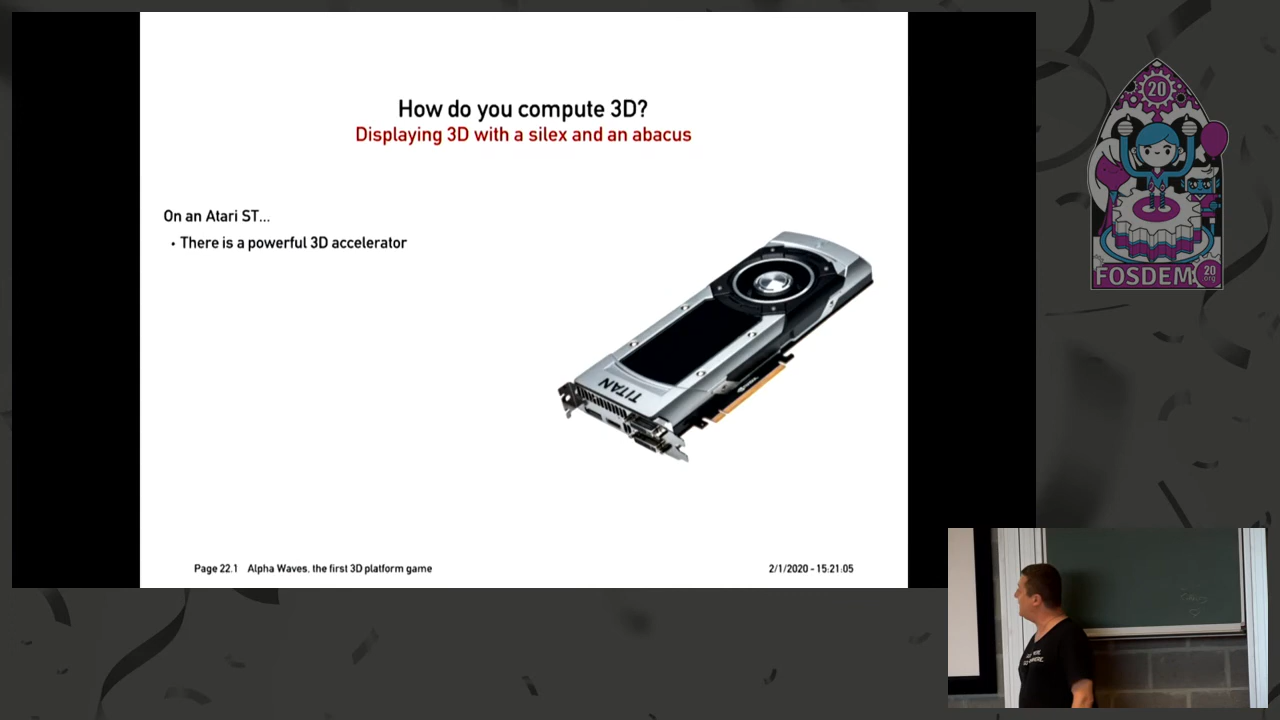 How do you compute 3D?
Displaying 3D with a silex and an abacus
On an Atari ST...
• There is a powerful 3D accelerator
TITAN
Page 22.1 Alpha Waves, the first 3D platform game
2/1/2020 - 15:21:05
20
FOSDEM
20
.org